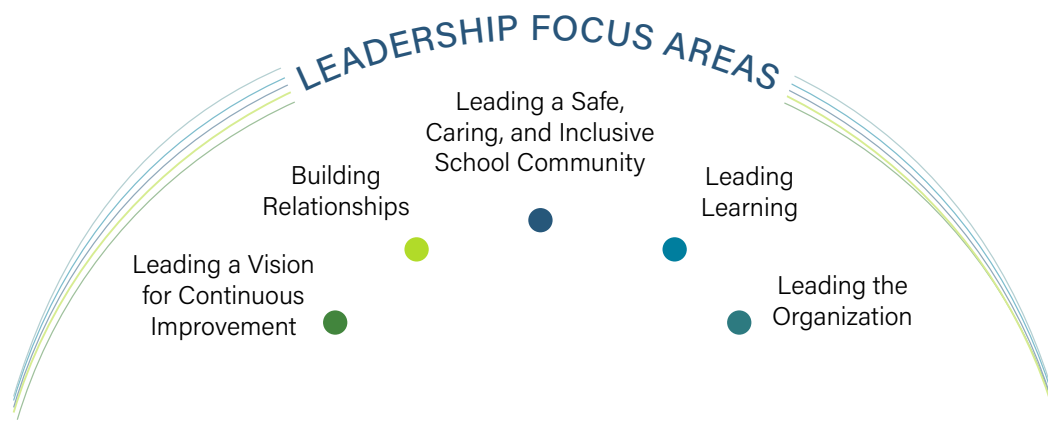 LEADERSHIP FOCUS AREAS
Leading a Vision
for Continuous
Improvement
Building
Relationships
Leading a Safe,
Caring, and Inclusive
School Community
Leading
Learning
Leading the
Organization